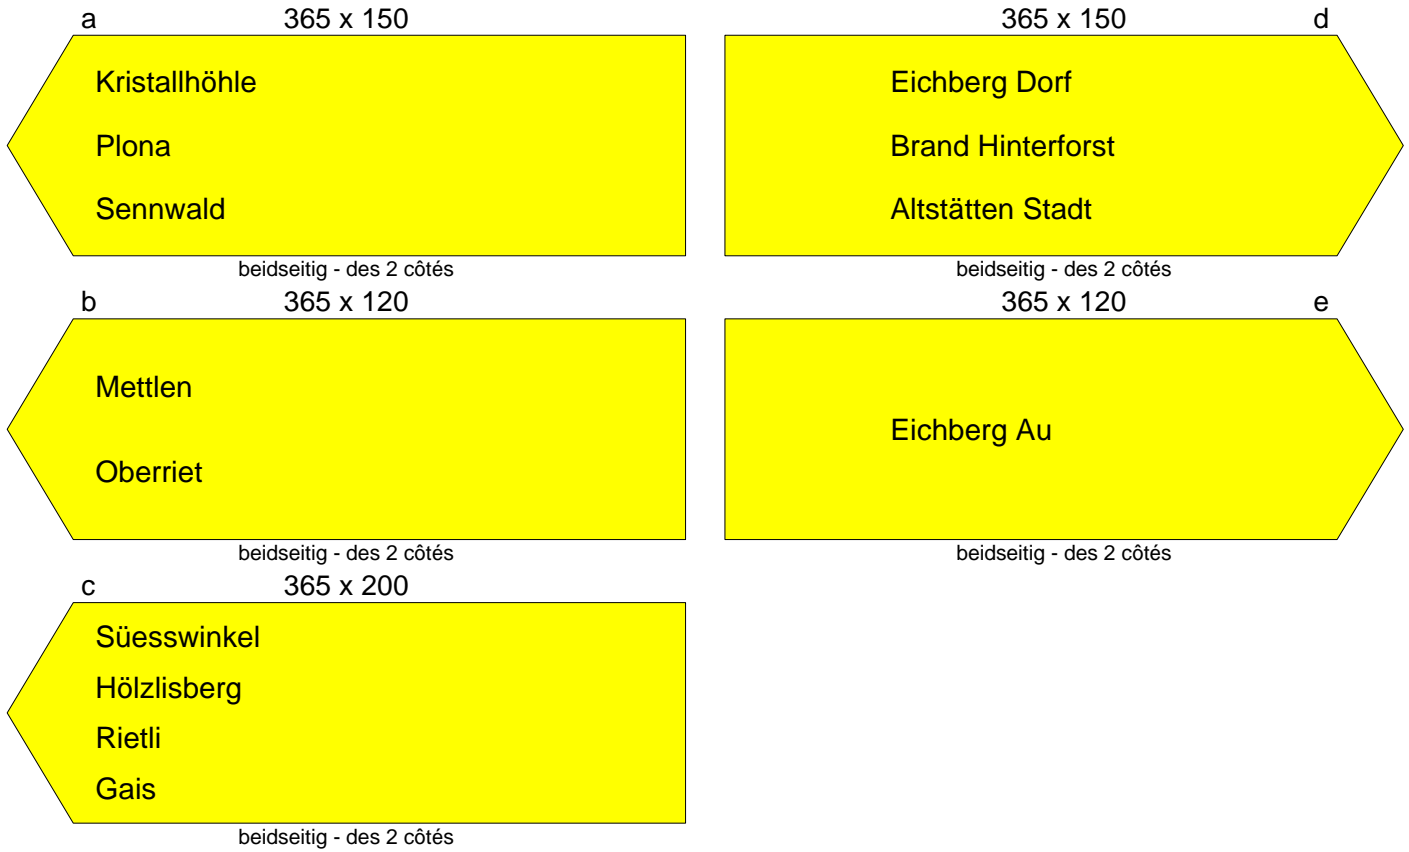 a 365 x 150
Kristallhöhle
Plona
Sennwald
beidseitig - des 2 côtés
365 x 150 d
Eichberg Dorf
Brand Hinterforst
Altstätten Stadt
beidseitig - des 2 côtés
b 365 x 120
Mettlen
Oberriet
beidseitig - des 2 côtés
365 x 120 e
Eichberg Au
beidseitig - des 2 côtés
c 365 x 200
Süesswinkel
Hölzlisberg
Rietli
Gais
beidseitig - des 2 côtés